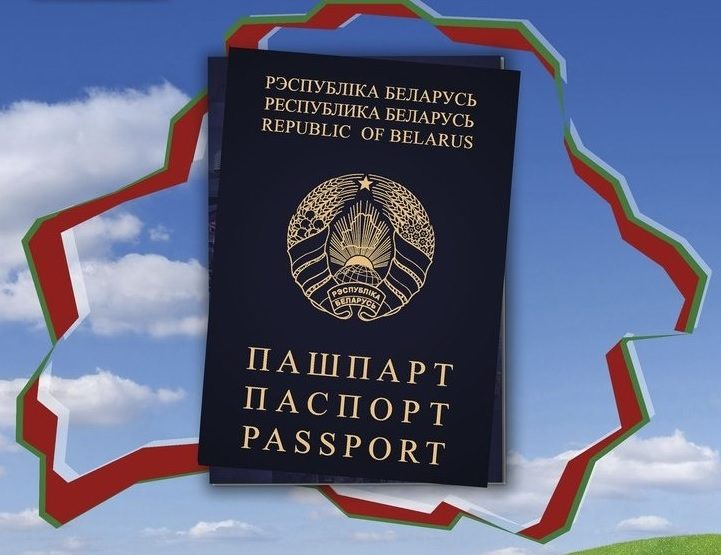 РЭСПУБЛІКА БЕЛАРУСЬ
РЕСПУБЛИКА БЕЛАРУСЬ
REPUBLIC OF BELARUS
РЭСПУБЛІКА
БЕЛАРУСЬ
ПАШПАРТ
ПАСПОРТ
PASSPORT